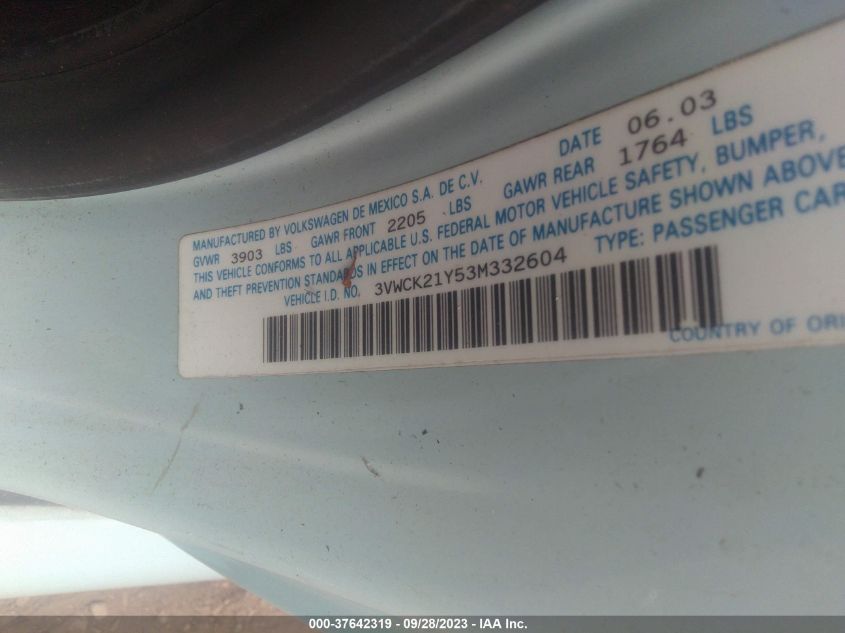 MANUFACTURED BY VOLKSWAGEN DE MEXICO S.A. DE C.V. DATE 06.03
GVWR 3903 LBS GAWR FRONT 2205 LBS GAWR REAR 1764 LBS
THIS VEHICLE CONFORMS TO ALL APPLICABLE U.S. FEDERAL MOTOR VEHICLE SAFETY, BUMPER,
AND THEFT PREVENTION STANDARDS IN EFFECT ON THE DATE OF MANUFACTURE SHOWN ABOVE
VEHICLE I.D. NO. 3VWCK21Y53M332604 TYPE: PASSENGER CAR
COUNTRY OF ORI
000-37642319 / 09/28/2023 - IAA Inc.